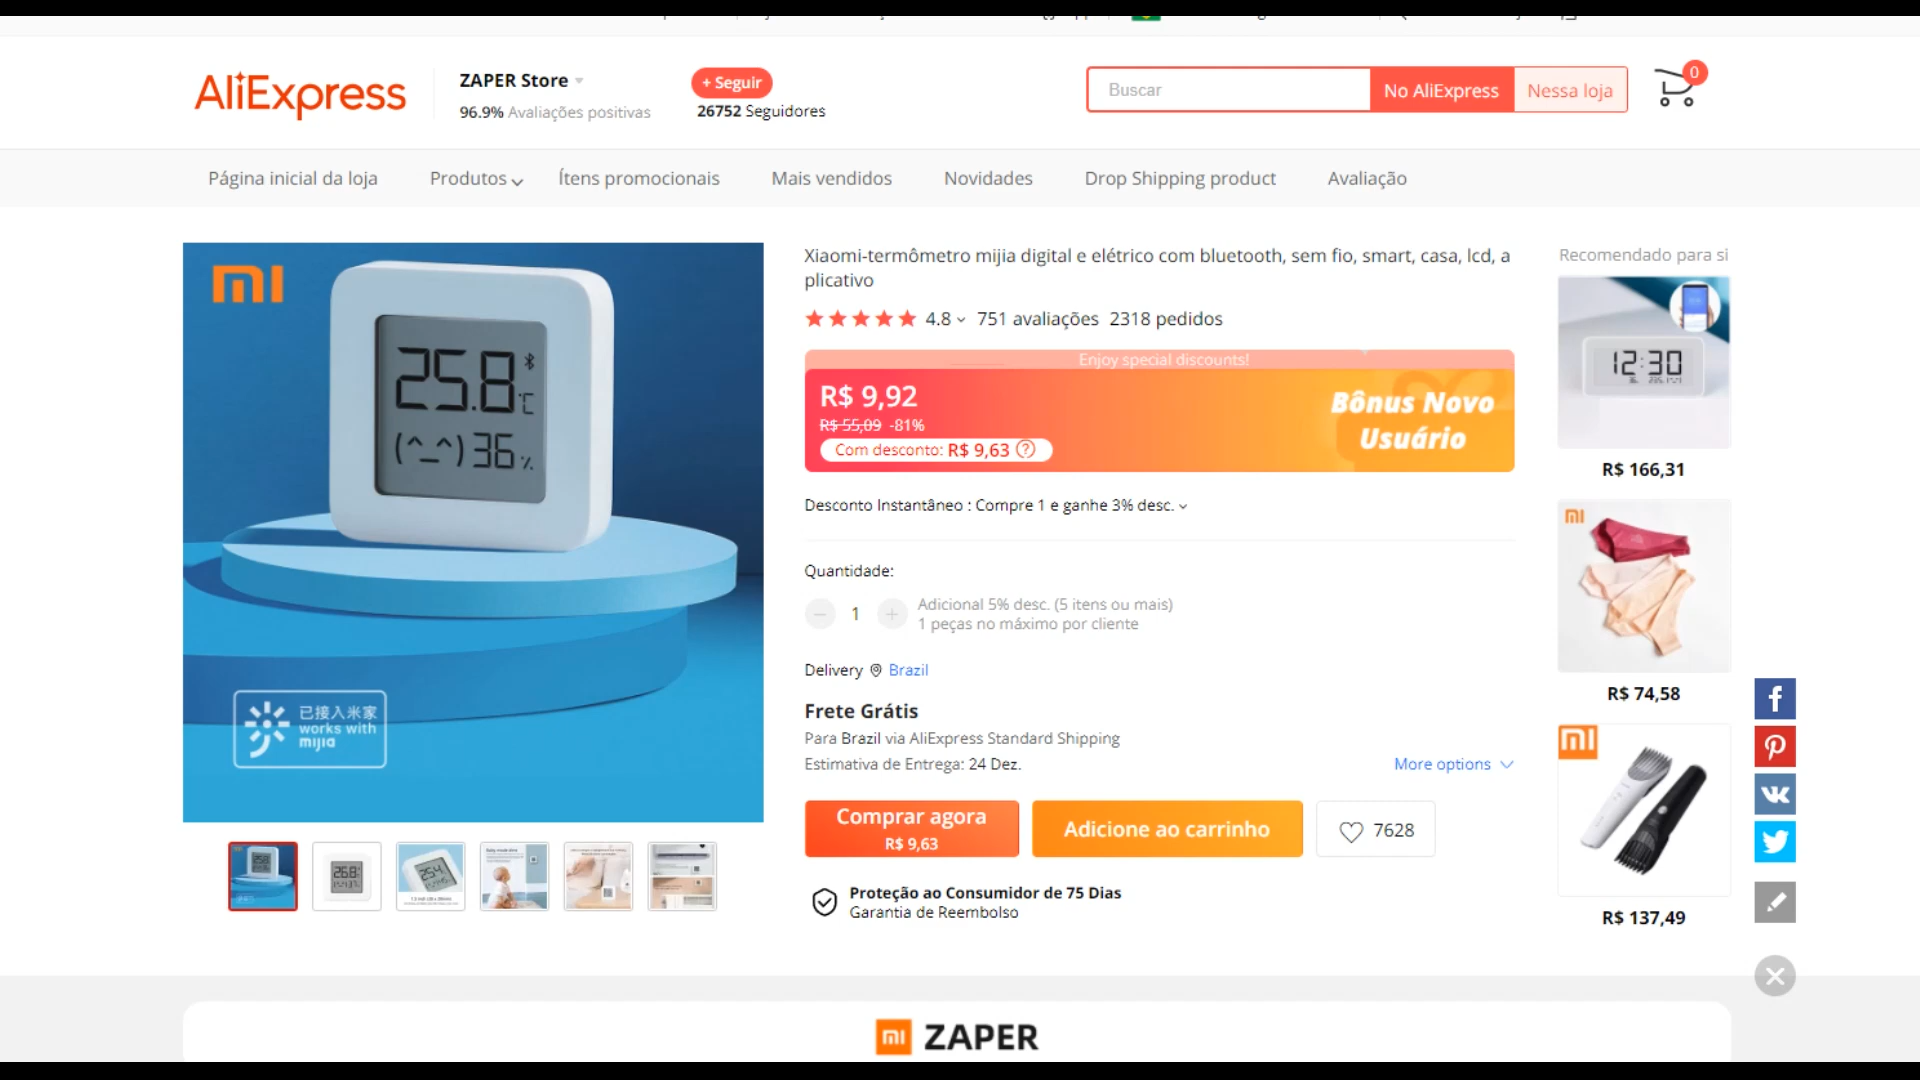 AliExpress
ZAPER Store
96.9% Avaliações positivas
+ Seguir
26752 Seguidores
Buscar
No AliExpress
Nessa loja
0
Página inicial da loja
Produtos
Ítens promocionais
Mais vendidos
Novidades
Drop Shipping product
Avaliação
25.8 °C
(^_^) 36 %
已接入米家
works with
mijia
Xiaomi-termômetro mijia digital e elétrico com bluetooth, sem fio, smart, casa, lcd, a
plicativo
4.8 751 avaliações 2318 pedidos
Enjoy special discounts!
R$ 9,92
R$ 55,09 -81%
Com desconto: R$ 9,63 ?
Bônus Novo
Usuário
Desconto Instantâneo : Compre 1 e ganhe 3% desc.
Quantidade:
− 1 +
Adicional 5% desc. (5 itens ou mais)
1 peças no máximo por cliente
Delivery Brazil
Frete Grátis
Para Brazil via AliExpress Standard Shipping
Estimativa de Entrega: 24 Dez.
More options
Comprar agora
R$ 9,63
Adicione ao carrinho
7628
Proteção ao Consumidor de 75 Dias
Garantia de Reembolso
Recomendado para si
12:30
R$ 166,31
R$ 74,58
R$ 137,49
ZAPER